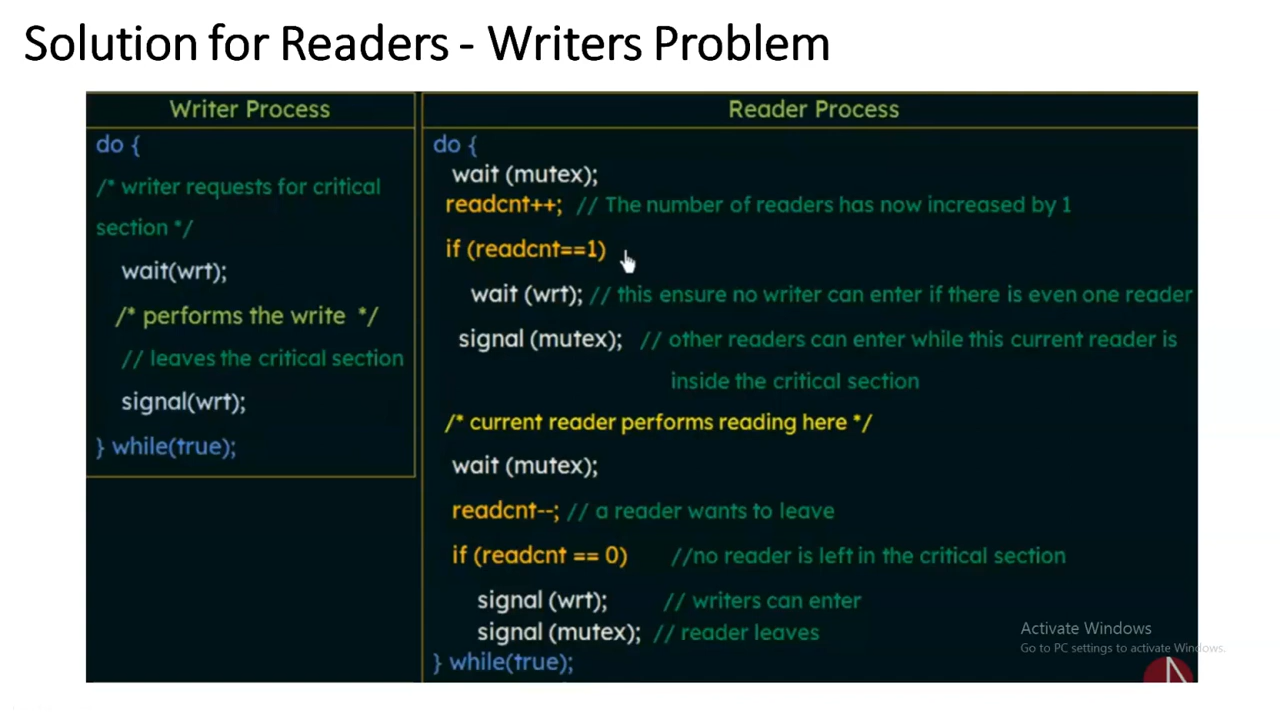 Solution for Readers - Writers Problem
Writer Process
do {
/* writer requests for critical
section */
wait(wrt);
/* performs the write */
// leaves the critical section
signal(wrt);
} while(true);
Reader Process
do {
wait (mutex);
readcnt++; // The number of readers has now increased by 1
if (readcnt==1)
wait (wrt); // this ensure no writer can enter if there is even one reader
signal (mutex); // other readers can enter while this current reader is
inside the critical section
/* current reader performs reading here */
wait (mutex);
readcnt--; // a reader wants to leave
if (readcnt == 0) //no reader is left in the critical section
signal (wrt); // writers can enter
signal (mutex); // reader leaves
} while(true);
Activate Windows
Go to PC settings to activate Windows.